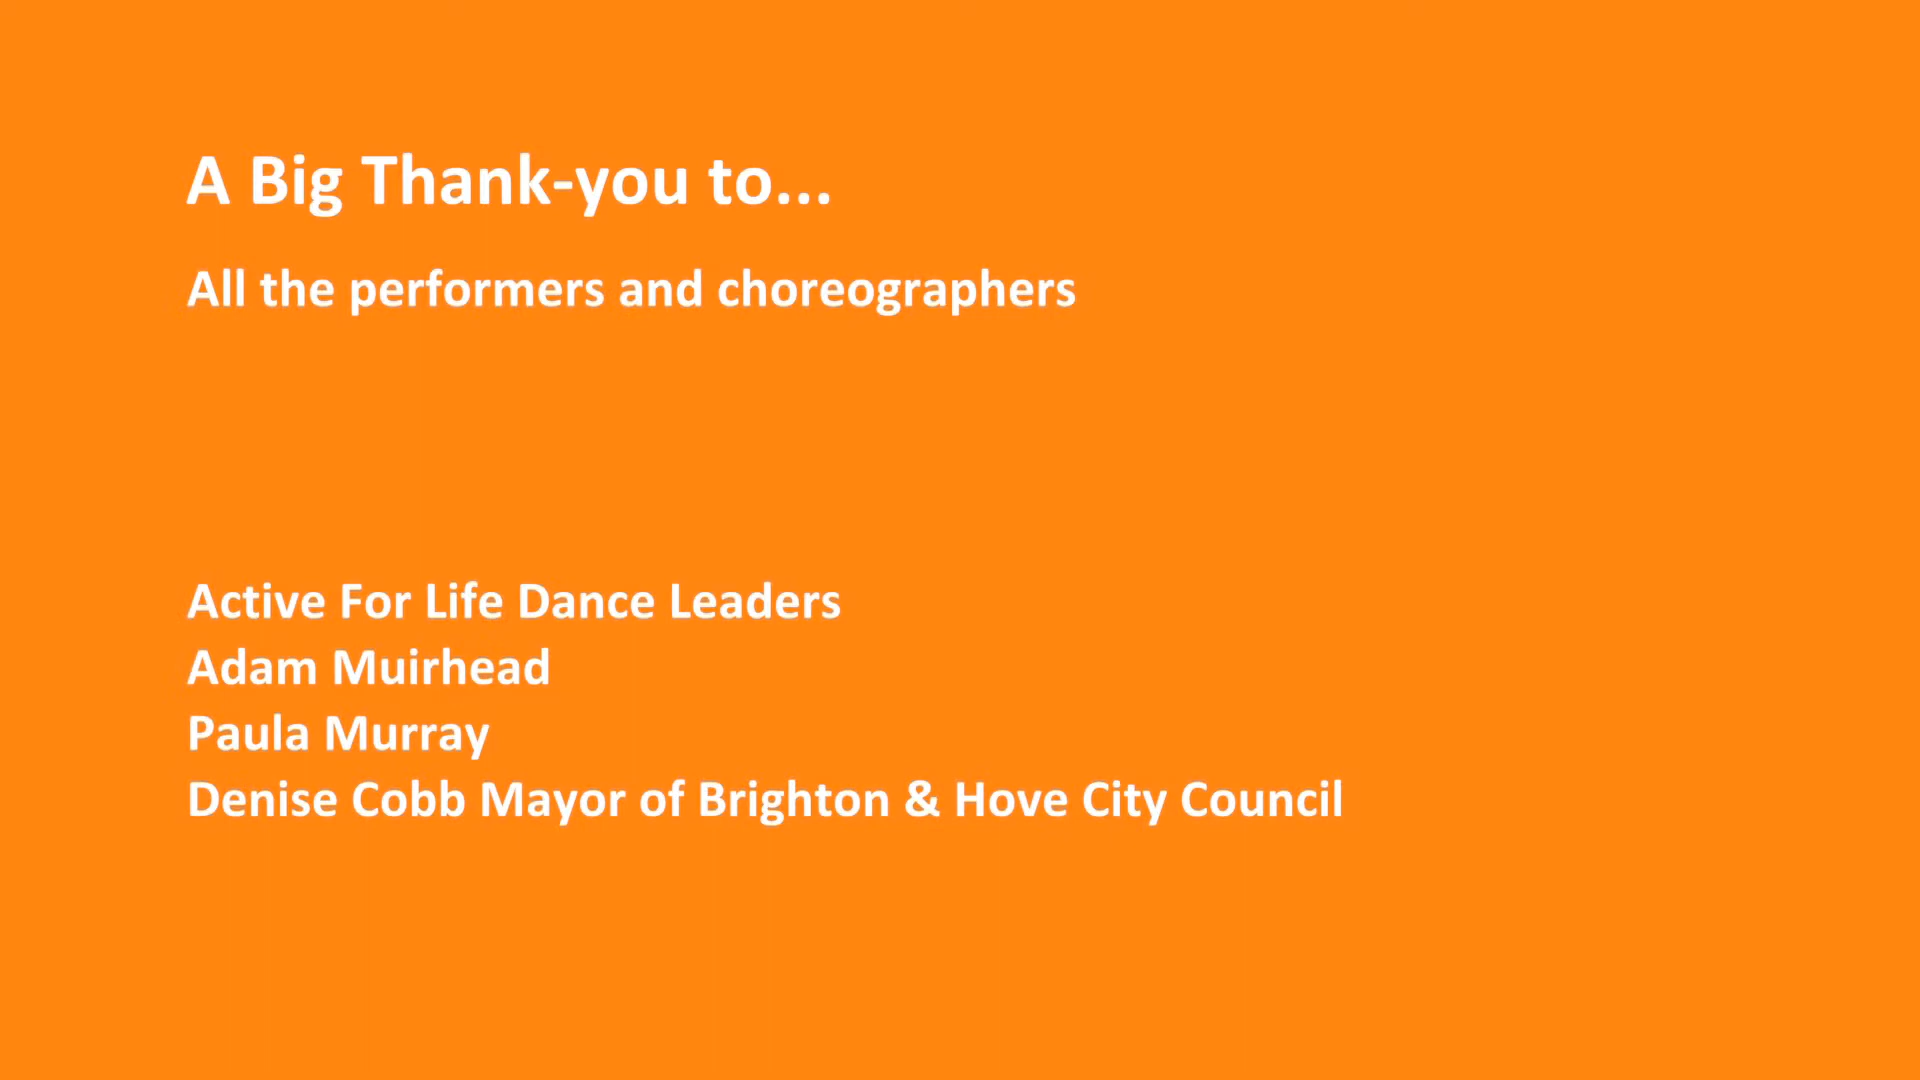 A Big Thank-you to...
All the performers and choreographers
Active For Life Dance Leaders
Adam Muirhead
Paula Murray
Denise Cobb Mayor of Brighton & Hove City Council